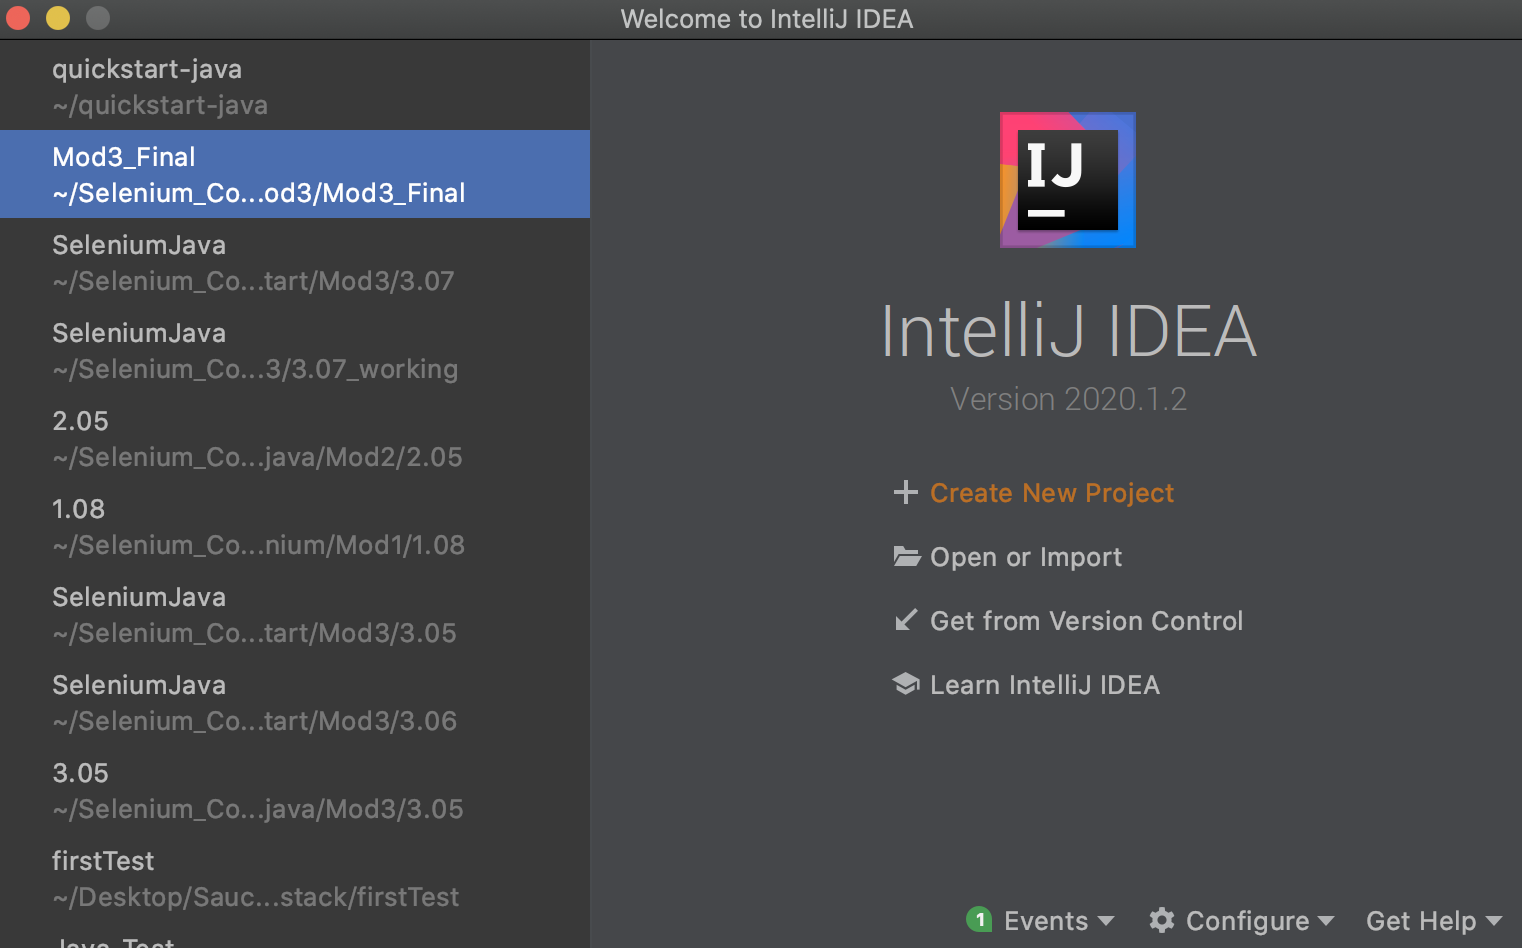 Welcome to IntelliJ IDEA
quickstart-java
~/quickstart-java
Mod3_Final
~/Selenium_Co...od3/Mod3_Final
SeleniumJava
~/Selenium_Co...tart/Mod3/3.07
SeleniumJava
~/Selenium_Co...3/3.07_working
2.05
~/Selenium_Co...java/Mod2/2.05
1.08
~/Selenium_Co...nium/Mod1/1.08
SeleniumJava
~/Selenium_Co...tart/Mod3/3.05
SeleniumJava
~/Selenium_Co...tart/Mod3/3.06
3.05
~/Selenium_Co...java/Mod3/3.05
firstTest
~/Desktop/Sauc...stack/firstTest
Java_Test
IJ
IntelliJ IDEA
Version 2020.1.2
Create New Project
Open or Import
Get from Version Control
Learn IntelliJ IDEA
1 Events Configure Get Help